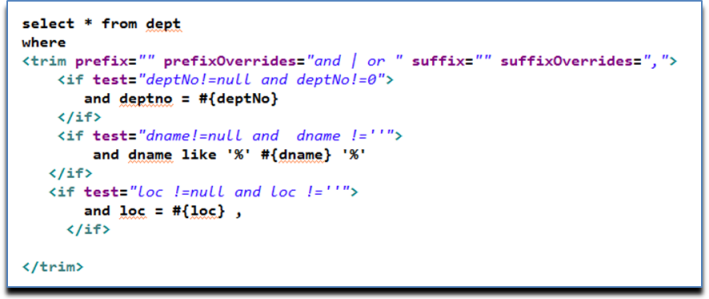 select * from dept
where
<trim prefix="" prefixOverrides="and | or " suffix="" suffixOverrides=",">
<if test="deptNo!=null and deptNo!=0">
and deptno = #{deptNo}
</if>
<if test="dname!=null and  dname !=''">
and dname like '%' #{dname} '%'
</if>
<if test="loc !=null and loc !=''">
and loc = #{loc} ,
</if>
</trim>